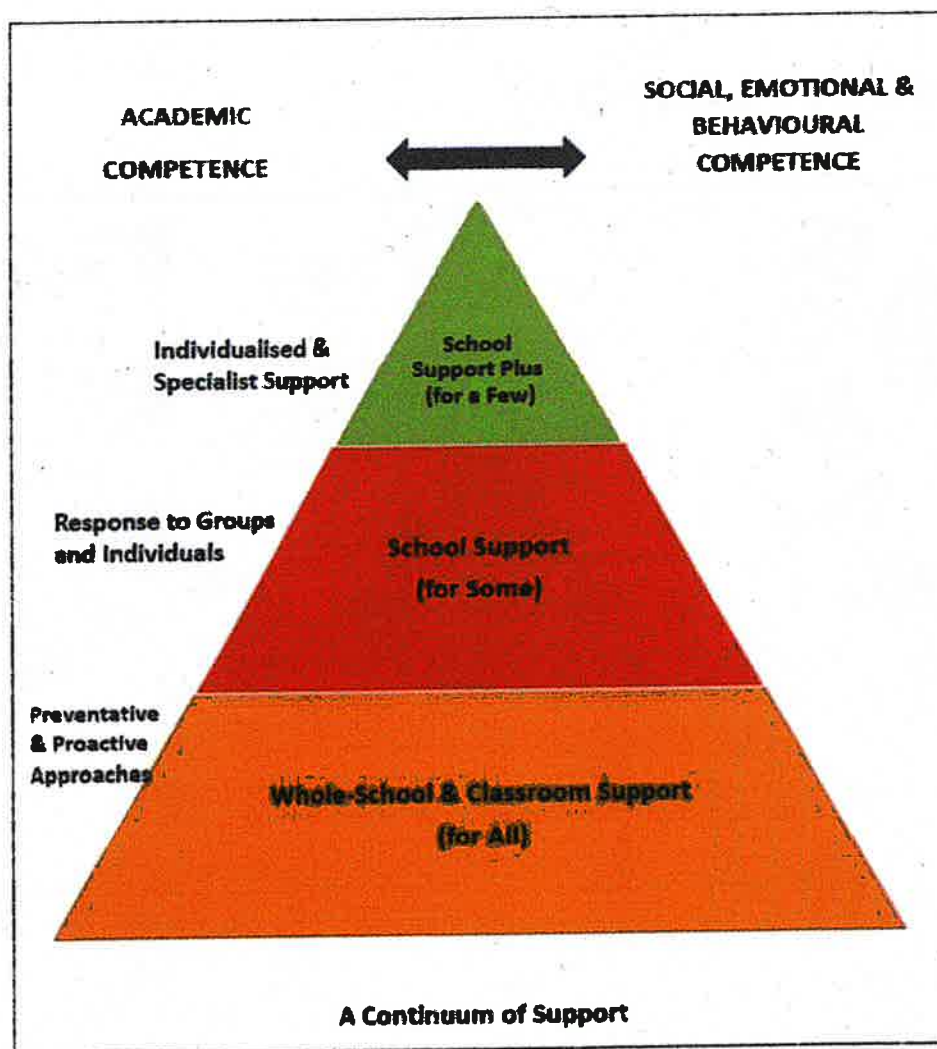 ACADEMIC
COMPETENCE
SOCIAL, EMOTIONAL &
BEHAVIOURAL
COMPETENCE
Individualised &
Specialist Support
School
Support Plus
(for a Few)
Response to Groups
and Individuals
School Support
(for Some)
Preventative
& Proactive
Approaches
Whole-School & Classroom Support
(for All)
A Continuum of Support